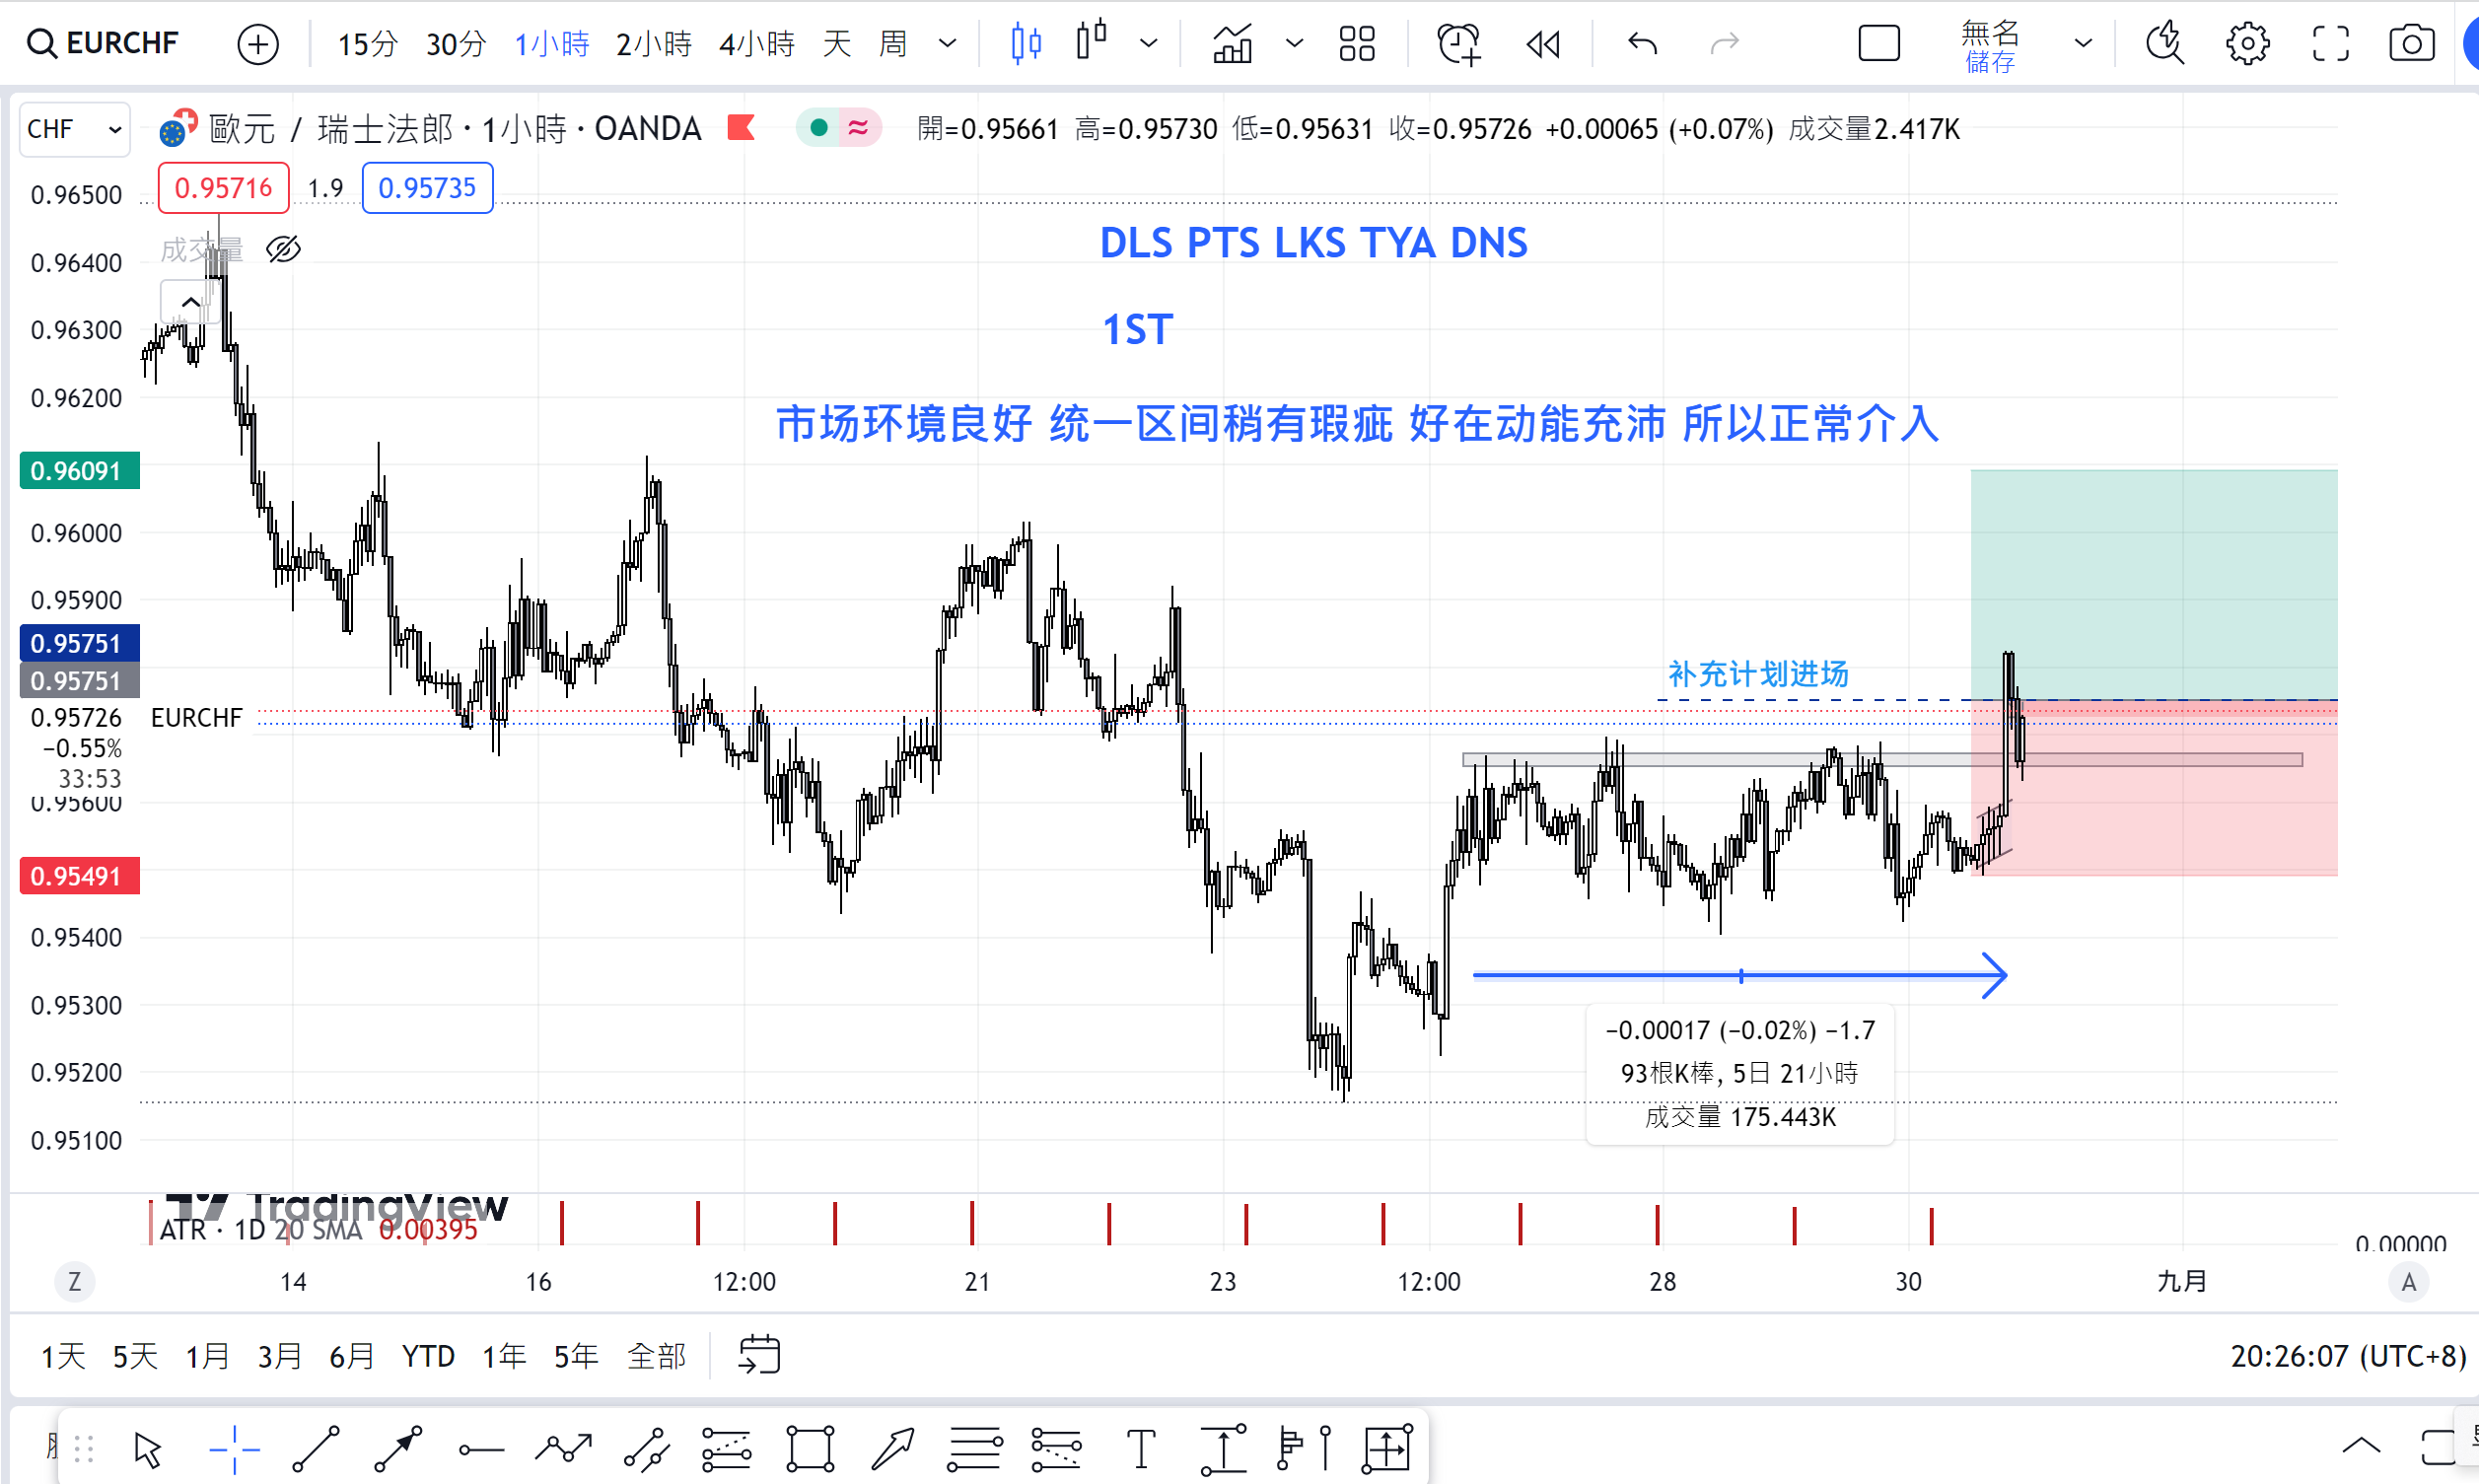 EURCHF 15分 30分 1小時 2小時 4小時 天 周 無名
儲存
CHF 歐元 / 瑞士法郎 · 1小時 · OANDA 開=0.95661 高=0.95730 低=0.95631 收=0.95726 +0.00065 (+0.07%) 成交量2.417K
0.95716 1.9 0.95735
0.96500
DLS PTS LKS TYA DNS
成交量
0.96400
1ST
0.96300
0.96200
市场环境良好 统一区间稍有瑕疵 好在动能充沛 所以正常介入
0.96091
0.96000
0.95900
0.95751
补充计划进场
0.95751
0.95726 EURCHF
−0.55%
33:53
0.95600
0.95491
0.95400
0.95300
−0.00017 (−0.02%) −1.7
93根K棒, 5日 21小時
成交量 175.443K
0.95200
0.95100
TradingView
ATR · 1D 20 SMA 0.00395
0.00000
Z 14 16 12:00 21 23 12:00 28 30 九月 A
1天 5天 1月 3月 6月 YTD 1年 5年 全部 20:26:07 (UTC+8)